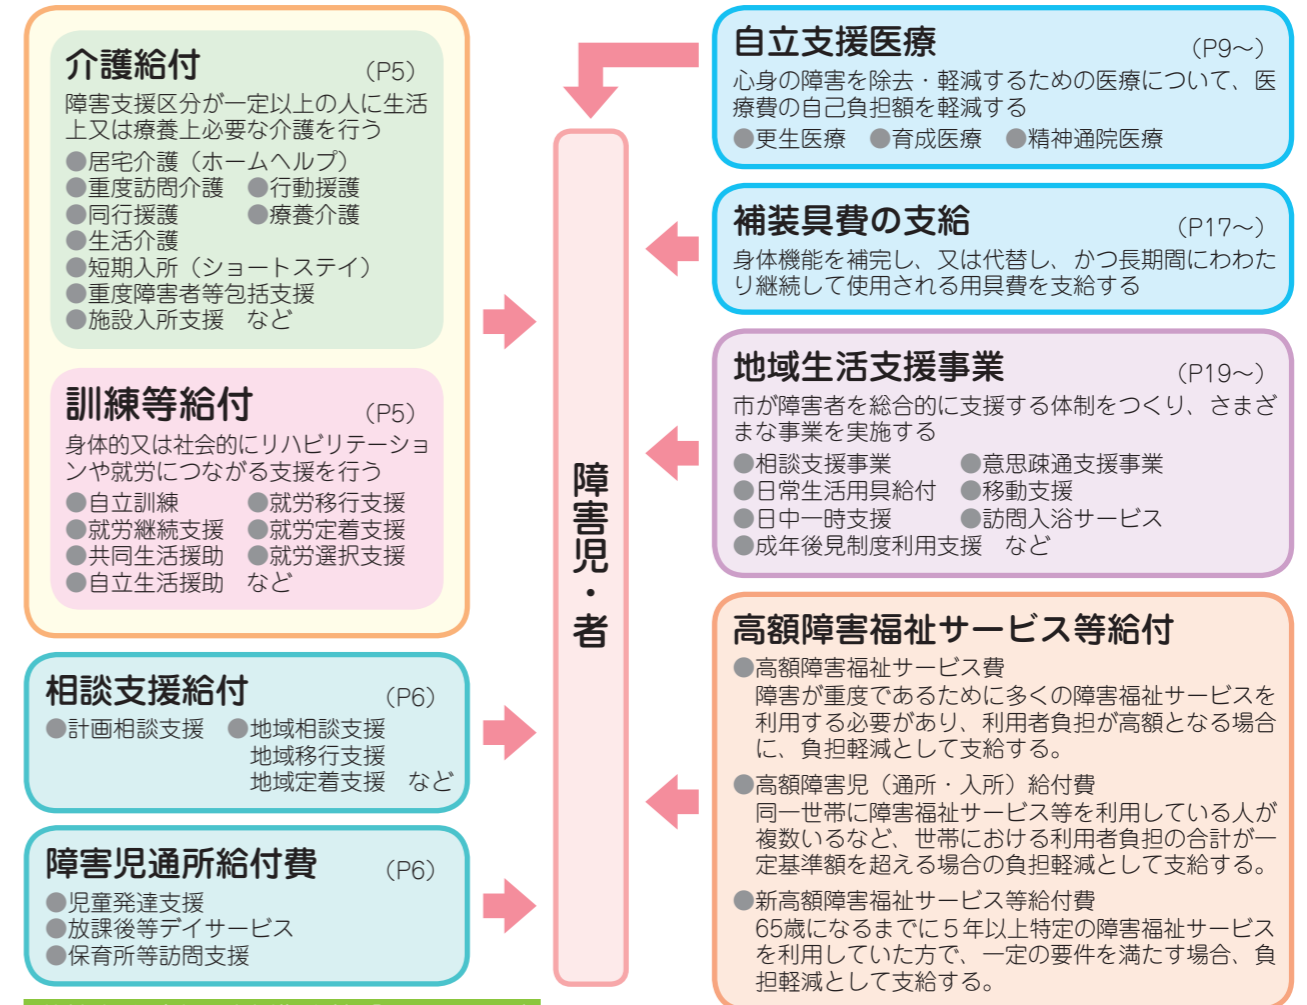 介護給付 (P5)
障害支援区分が一定以上の人に生活
上又は療養上必要な介護を行う
●居宅介護（ホームヘルプ）
●重度訪問介護 ●行動援護
●同行援護 ●療養介護
●生活介護
●短期入所（ショートステイ）
●重度障害者等包括支援
●施設入所支援 など
訓練等給付 (P5)
身体的又は社会的にリハビリテーショ
ンや就労につながる支援を行う
●自立訓練 ●就労移行支援
●就労継続支援 ●就労定着支援
●共同生活援助 ●就労選択支援
●自立生活援助 など
相談支援給付 (P6)
●計画相談支援 ●地域相談支援
地域移行支援
地域定着支援 など
障害児通所給付費 (P6)
●児童発達支援
●放課後等デイサービス
●保育所等訪問支援
障害児・者
自立支援医療 (P9～)
心身の障害を除去・軽減するための医療について、医
療費の自己負担額を軽減する
●更生医療 ●育成医療 ●精神通院医療
補装具費の支給 (P17～)
身体機能を補完し、又は代替し、かつ長期間にわわた
り継続して使用される用具費を支給する
地域生活支援事業 (P19～)
市が障害者を総合的に支援する体制をつくり、さまざ
まな事業を実施する
●相談支援事業 ●意思疎通支援事業
●日常生活用具給付 ●移動支援
●日中一時支援 ●訪問入浴サービス
●成年後見制度利用支援 など
高額障害福祉サービス等給付
●高額障害福祉サービス費
障害が重度であるために多くの障害福祉サービスを
利用する必要があり、利用者負担が高額となる場合
に、負担軽減として支給する。
●高額障害児（通所・入所）給付費
同一世帯に障害福祉サービス等を利用している人が
複数いるなど、世帯における利用者負担の合計が一
定基準額を超える場合の負担軽減として支給する。
●新高額障害福祉サービス等給付費
65歳になるまでに５年以上特定の障害福祉サービス
を利用していた方で、一定の要件を満たす場合、負
担軽減として支給する。